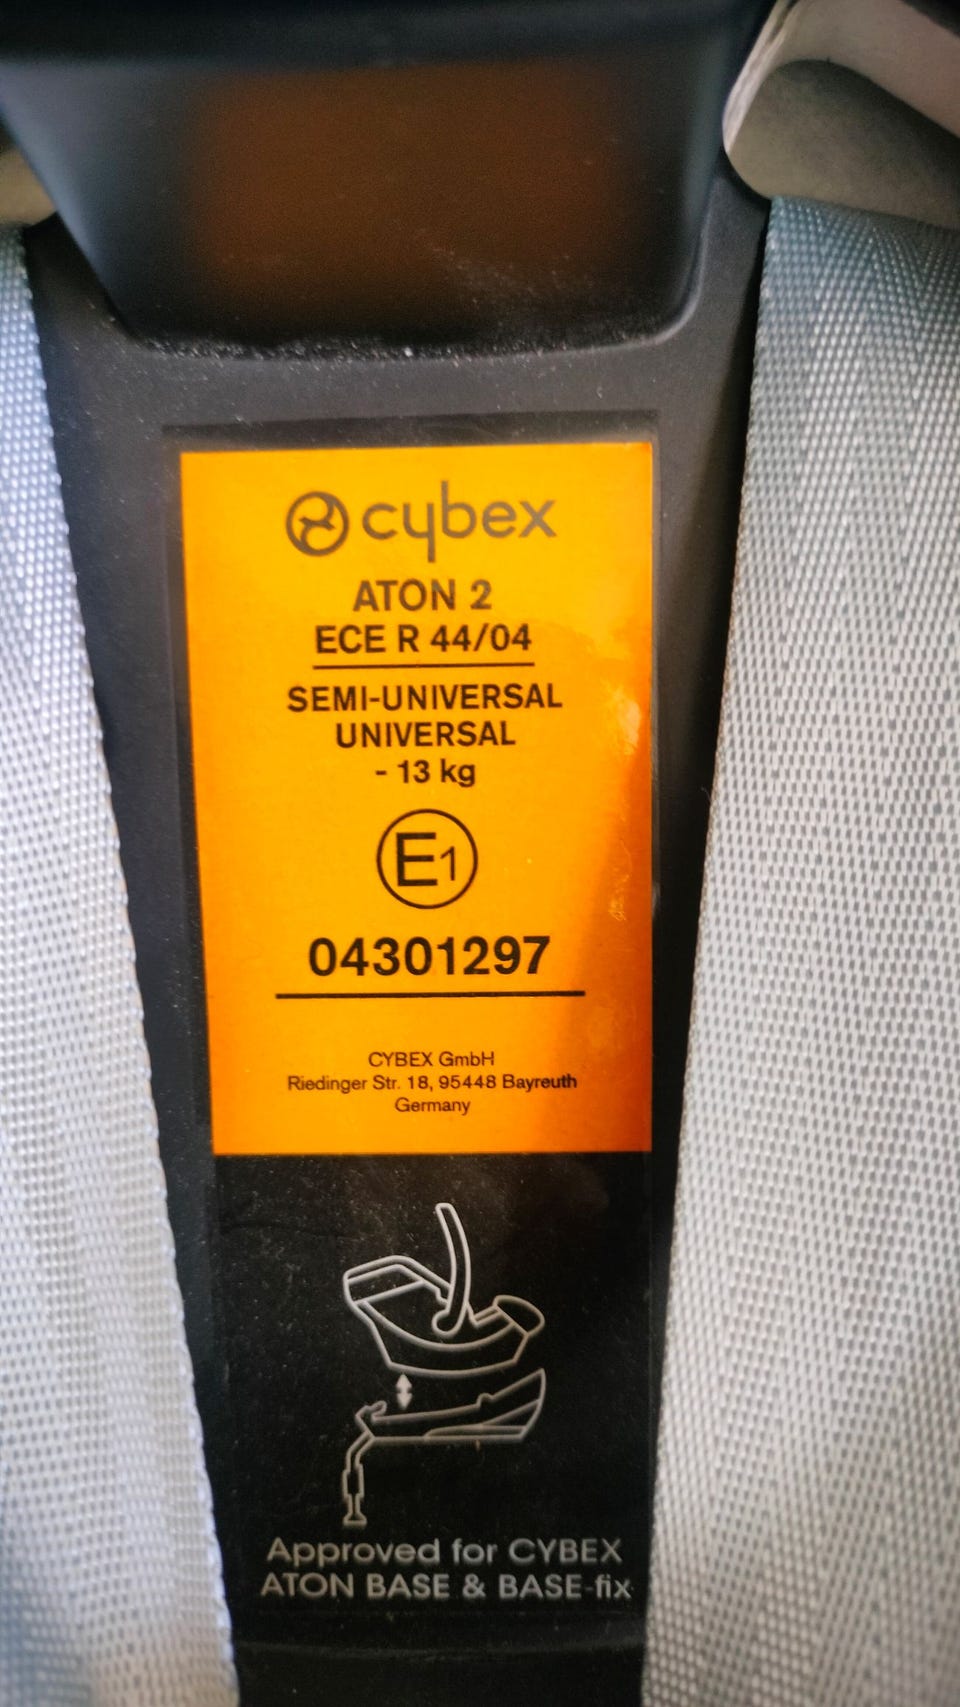 cybex
ATON 2
ECE R 44/04
SEMI-UNIVERSAL
UNIVERSAL
- 13 kg
E1
04301297
CYBEX GmbH
Riedinger Str. 18, 95448 Bayreuth
Germany
Approved for CYBEX
ATON BASE & BASE-fix